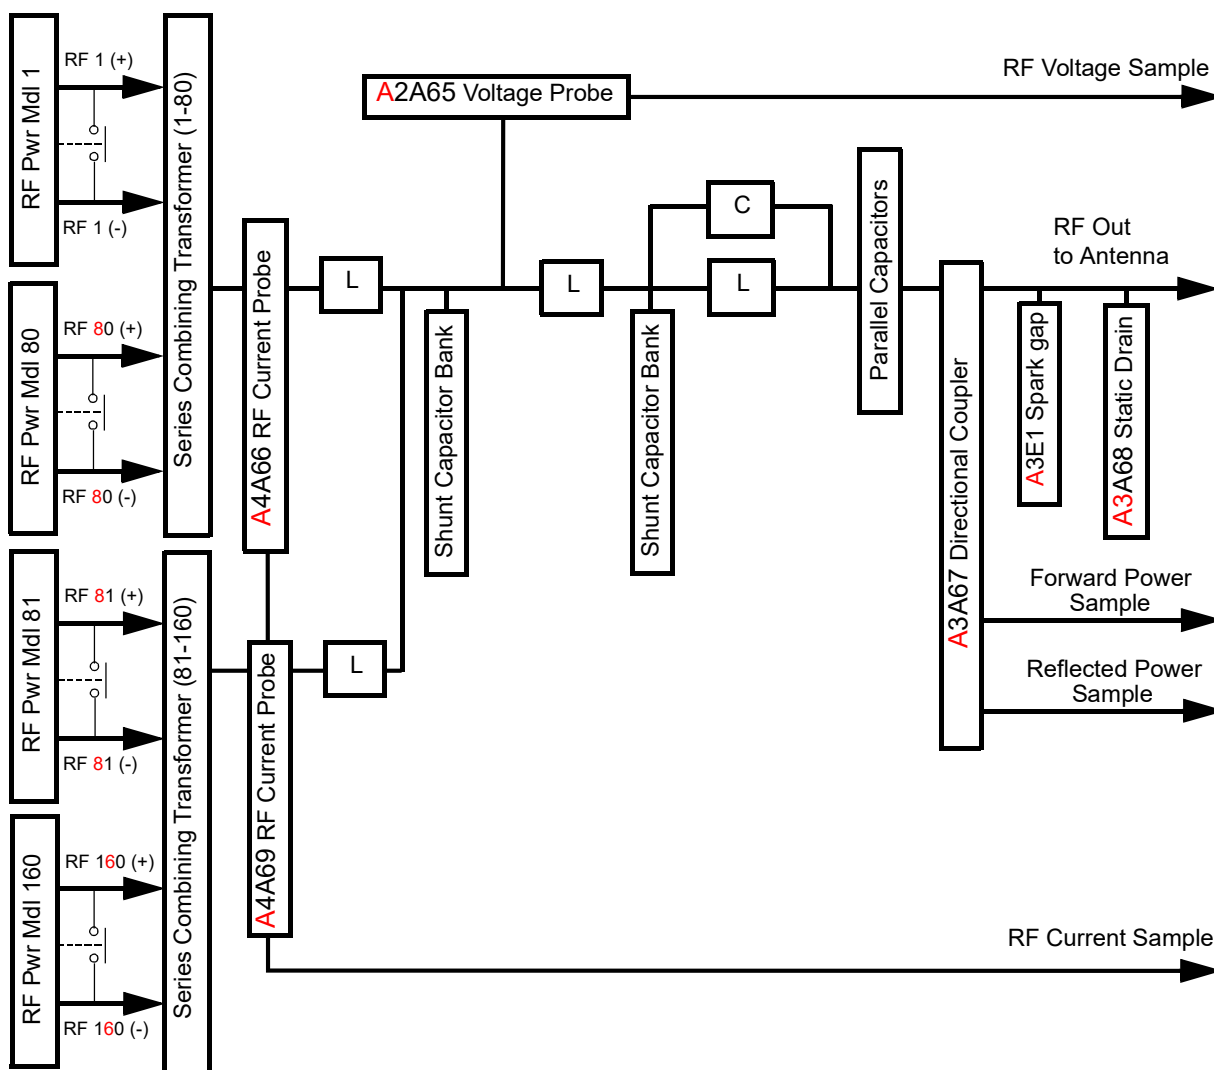 RF Pwr Mdl 1
RF 1 (+)
RF 1 (-)
RF Pwr Mdl 80
RF 80 (+)
RF 80 (-)
RF Pwr Mdl 81
RF 81 (+)
RF 81 (-)
RF Pwr Mdl 160
RF 160 (+)
RF 160 (-)
Series Combining Transformer (1-80)
Series Combining Transformer (81-160)
A4A66 RF Current Probe
A4A69 RF Current Probe
L
L
A2A65 Voltage Probe
RF Voltage Sample
Shunt Capacitor Bank
L
C
L
Shunt Capacitor Bank
Parallel Capacitors
A3A67 Directional Coupler
RF Out
to Antenna
A3E1 Spark gap
A3A68 Static Drain
Forward Power
Sample
Reflected Power
Sample
RF Current Sample